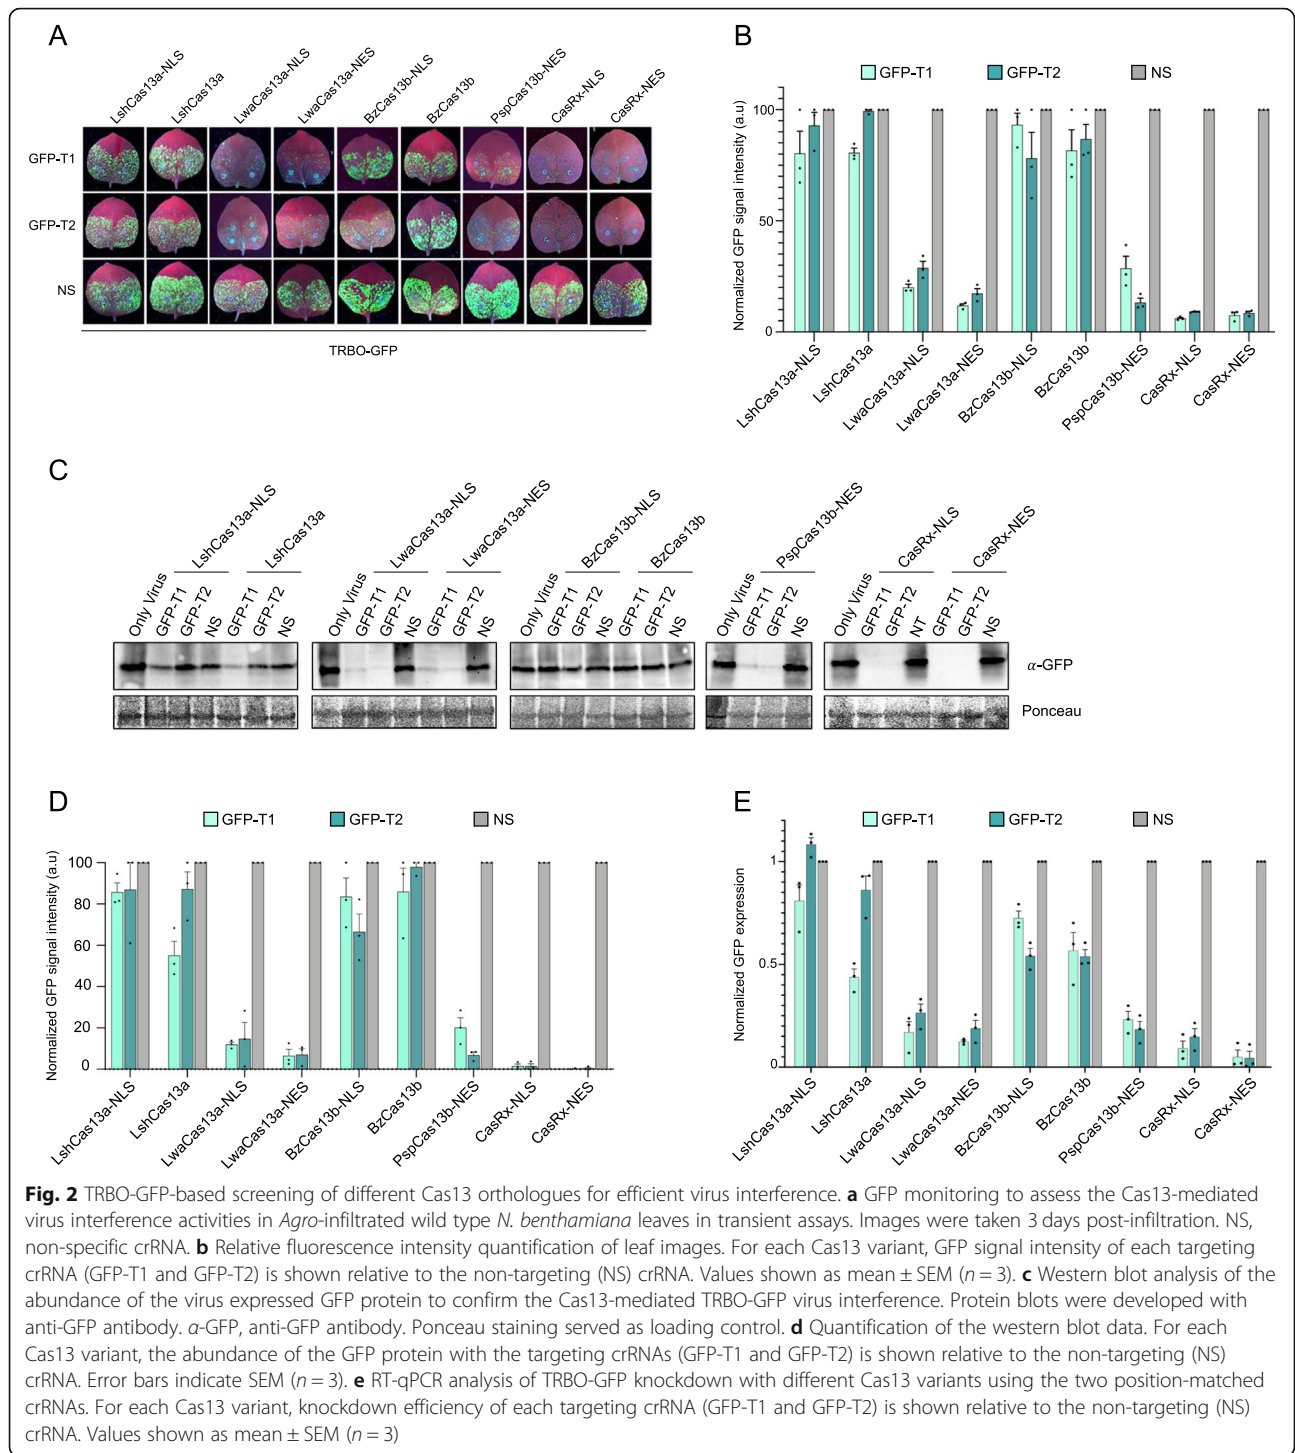 A
LshCas13a-NLS
LshCas13a
LwaCas13a-NLS
LwaCas13a-NES
BzCas13b-NLS
BzCas13b
PspCas13b-NES
CasRx-NLS
CasRx-NES
GFP-T1
GFP-T2
NS
TRBO-GFP
B
GFP-T1
GFP-T2
NS
Normalized GFP signal intensity (a.u)
100
50
0
LshCas13a-NLS
LshCas13a
LwaCas13a-NLS
LwaCas13a-NES
BzCas13b-NLS
BzCas13b
PspCas13b-NES
CasRx-NLS
CasRx-NES
C
LshCas13a-NLS
LshCas13a
LwaCas13a-NLS
LwaCas13a-NES
BzCas13b-NLS
BzCas13b
PspCas13b-NES
CasRx-NLS
CasRx-NES
Only Virus
GFP-T1
GFP-T2
NS
GFP-T1
GFP-T2
NS
Only Virus
GFP-T1
GFP-T2
NS
GFP-T1
GFP-T2
NS
Only Virus
GFP-T1
GFP-T2
NS
GFP-T1
GFP-T2
NS
Only Virus
GFP-T1
GFP-T2
NS
Only Virus
GFP-T1
GFP-T2
NT
GFP-T1
GFP-T2
NS
α-GFP
Ponceau
D
GFP-T1
GFP-T2
NS
Normalized GFP signal intensity (a.u)
100
80
60
40
20
0
LshCas13a-NLS
LshCas13a
LwaCas13a-NLS
LwaCas13a-NES
BzCas13b-NLS
BzCas13b
PspCas13b-NES
CasRx-NLS
CasRx-NES
E
GFP-T1
GFP-T2
NS
Normalized GFP expression
1
0.5
0
LshCas13a-NLS
LshCas13a
LwaCas13a-NLS
LwaCas13a-NES
BzCas13b-NLS
BzCas13b
PspCas13b-NES
CasRx-NLS
CasRx-NES
Fig. 2 TRBO-GFP-based screening of different Cas13 orthologues for efficient virus interference. a GFP monitoring to assess the Cas13-mediated
virus interference activities in Agro-infiltrated wild type N. benthamiana leaves in transient assays. Images were taken 3 days post-infiltration. NS,
non-specific crRNA. b Relative fluorescence intensity quantification of leaf images. For each Cas13 variant, GFP signal intensity of each targeting
crRNA (GFP-T1 and GFP-T2) is shown relative to the non-targeting (NS) crRNA. Values shown as mean ± SEM (n = 3). c Western blot analysis of the
abundance of the virus expressed GFP protein to confirm the Cas13-mediated TRBO-GFP virus interference. Protein blots were developed with
anti-GFP antibody. α-GFP, anti-GFP antibody. Ponceau staining served as loading control. d Quantification of the western blot data. For each
Cas13 variant, the abundance of the GFP protein with the targeting crRNAs (GFP-T1 and GFP-T2) is shown relative to the non-targeting (NS)
crRNA. Error bars indicate SEM (n = 3). e RT-qPCR analysis of TRBO-GFP knockdown with different Cas13 variants using the two position-matched
crRNAs. For each Cas13 variant, knockdown efficiency of each targeting crRNA (GFP-T1 and GFP-T2) is shown relative to the non-targeting (NS)
crRNA. Values shown as mean ± SEM (n = 3)